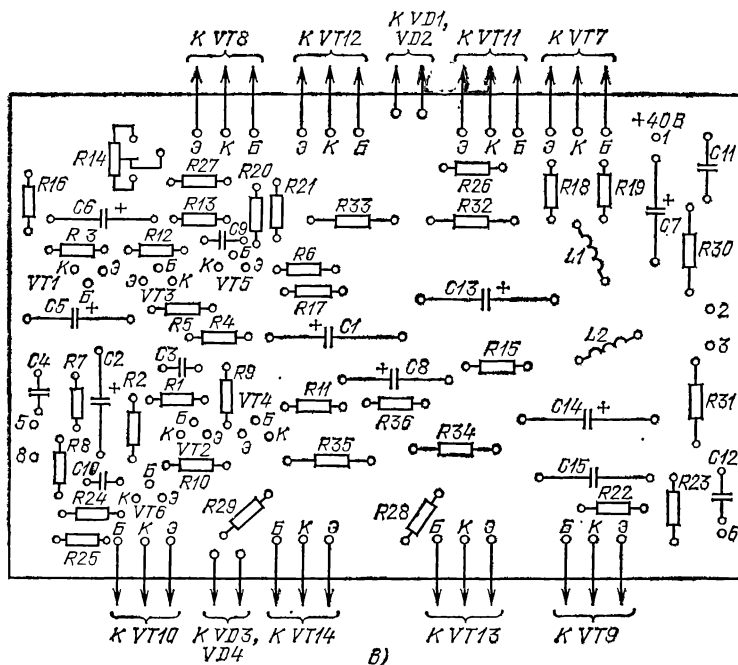 К VT8
К VT12
К VD1,
VD2
К VT11
К VT7
Э К Б
Э К Б
Э К Б
Э К Б
+40В
1
R14
R16
R27
R20
R21
R26
R18
R19
C11
C6
+
R13
C9
R33
R32
+
C7
R30
R3
R12
Б
К Э
Б
К Э
VT1
Б
Э К
VT3
VT5
R6
R17
L1
C5
+
R5
R4
+
C1
C13
+
2
3
L2
C4
R7
C2
+
R2
C3
R1
R9
VT4
R11
+
C8
R36
R15
R31
5
8
R8
C10
Б
К Э
VT2
Б
Э К
R35
R34
C14
+
C15
R10
Б
К Э
VT6
R24
R25
R29
R28
R22
R23
C12
6
Б К Э
Б К Э
Б К Э
Б К Э
К VT10
К VD3,
VD4
К VT14
К VT13
К VT9
в)